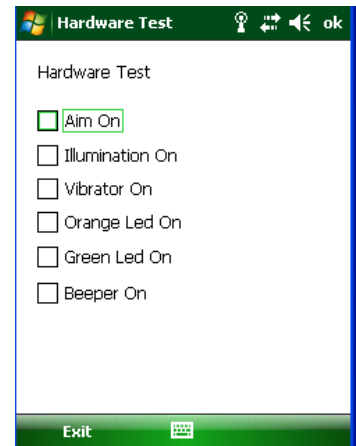 Hardware Test
ok
Hardware Test
Aim On
Illumination On
Vibrator On
Orange Led On
Green Led On
Beeper On
Exit